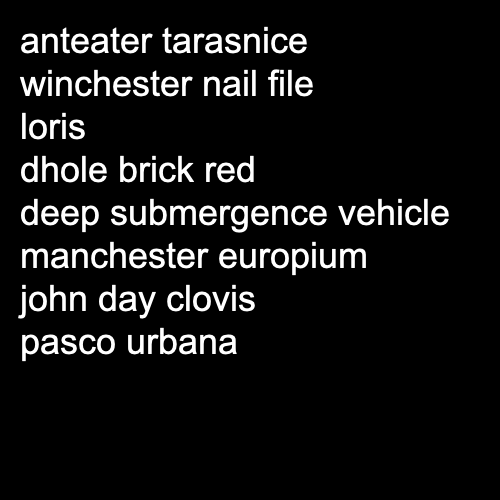 anteater tarasnice
winchester nail file
loris
dhole brick red
deep submergence vehicle
manchester europium
john day clovis
pasco urbana